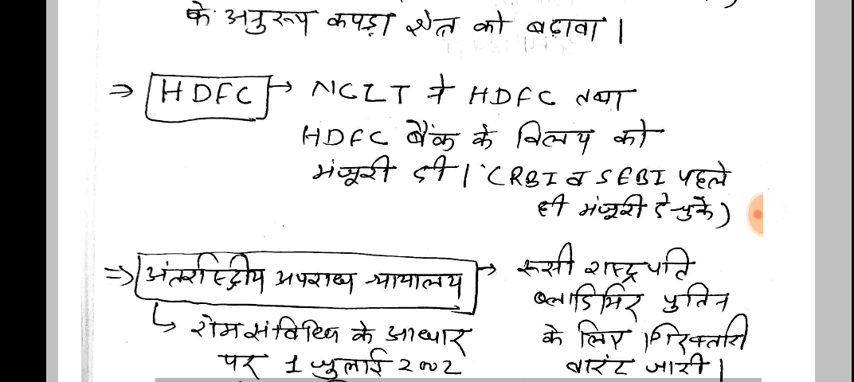 के अनुरूप कपड़ा क्षेत्र को बढ़ावा |
⇒ HDFC → NCLT ने HDFC तथा
HDFC बैंक के विलय को
मंजूरी दी | (RBI व SEBI पहले
ही मंजूरी दे चुके)
⇒ अंतर्राष्ट्रीय अपराध न्यायालय → रूसी राष्ट्रपति
ब्लादिमिर पुतिन
के लिए गिरफ्तारी
वारंट जारी |
↳ रोम संविधि के आधार
पर 1 जुलाई 2002